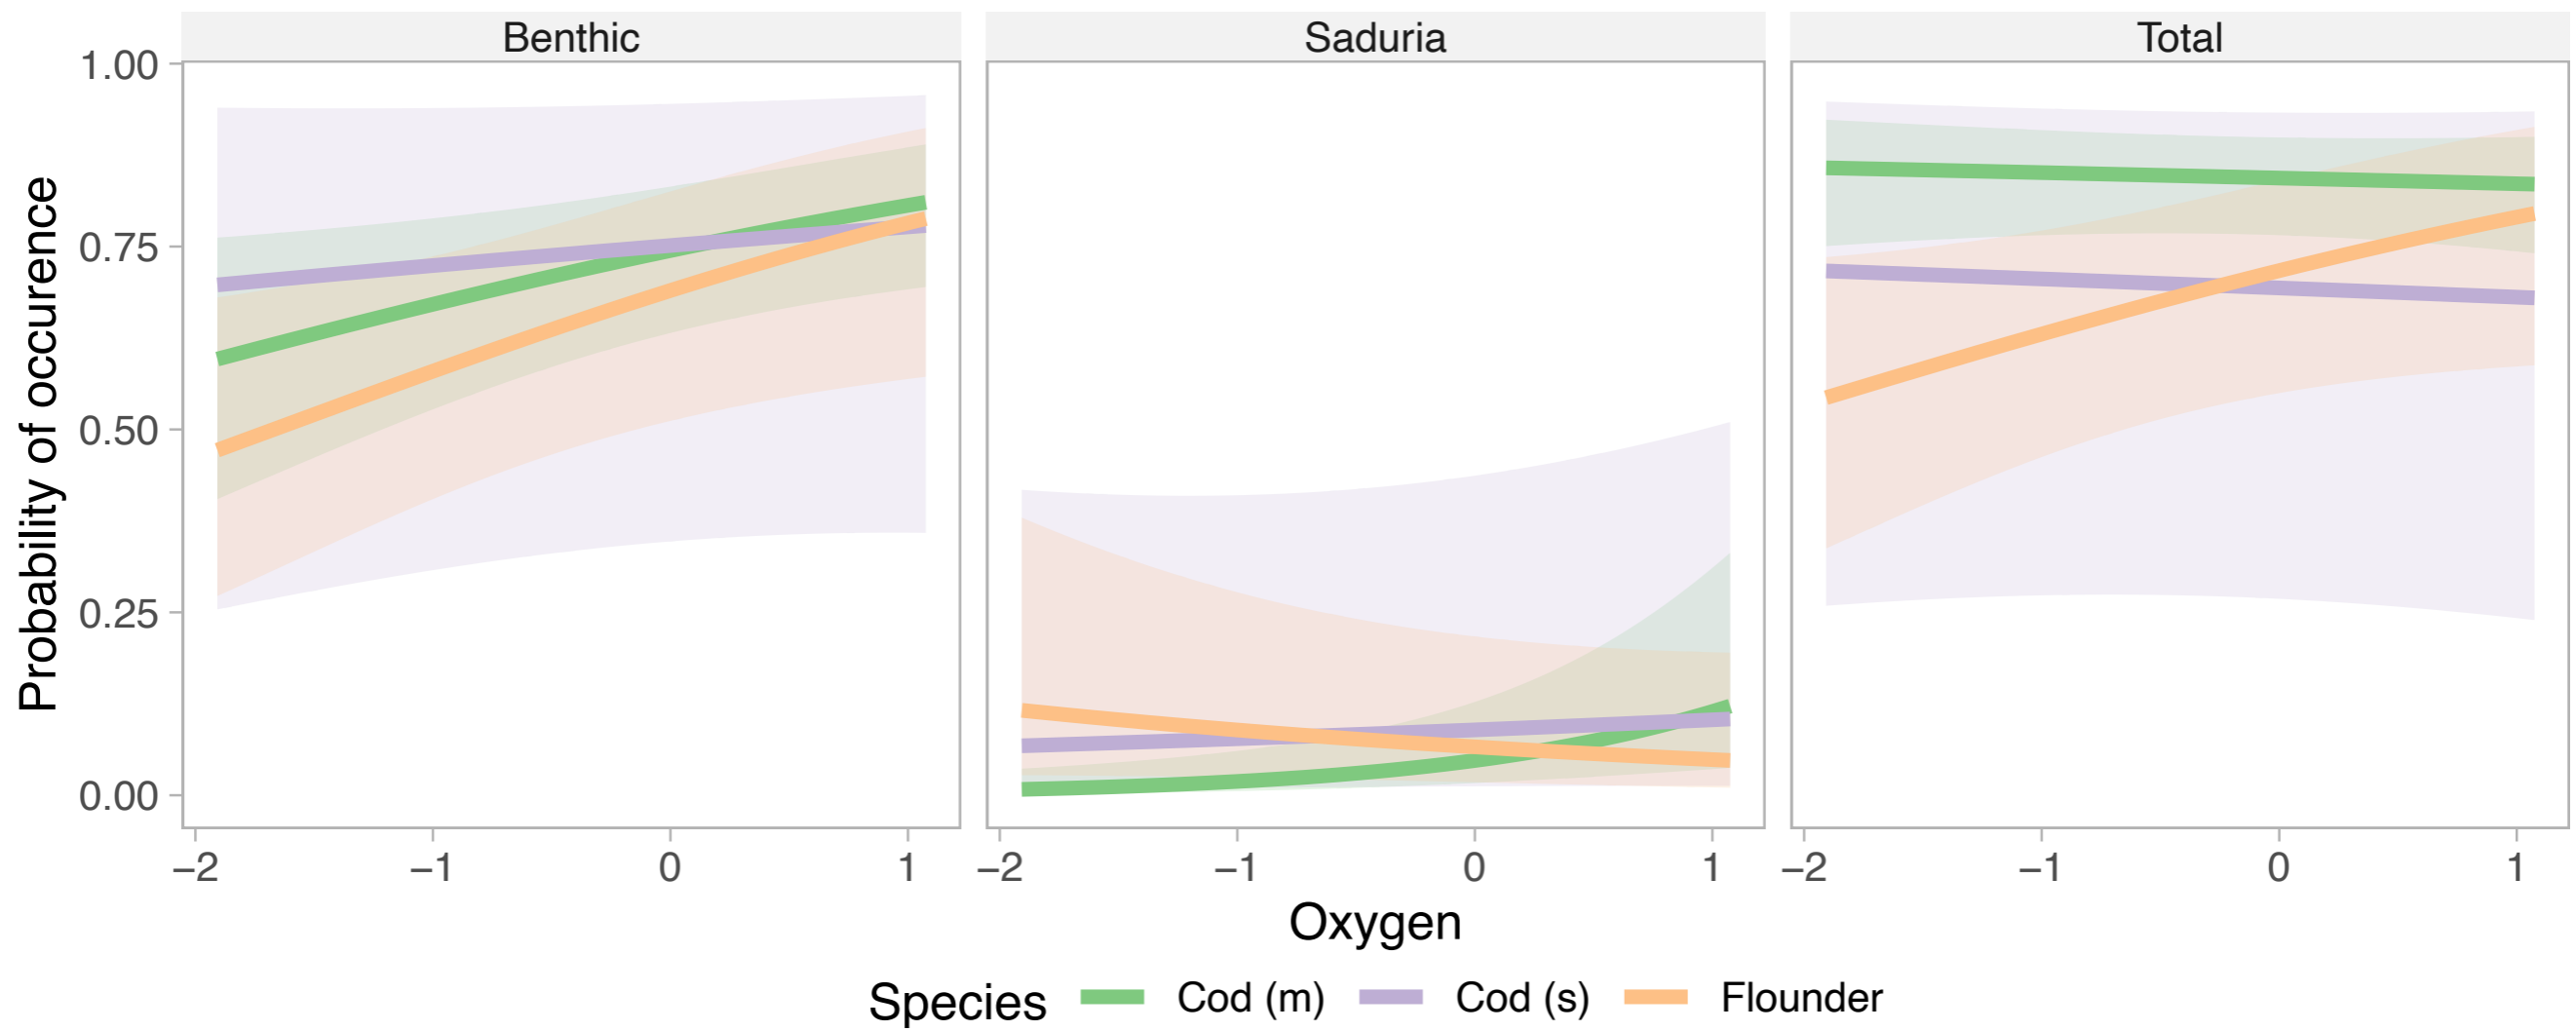 Benthic Saduria Total
Probability of occurence
1.00
0.75
0.50
0.25
0.00
−2 −1 0 1 −2 −1 0 1 −2 −1 0 1
Oxygen
Species Cod (m) Cod (s) Flounder